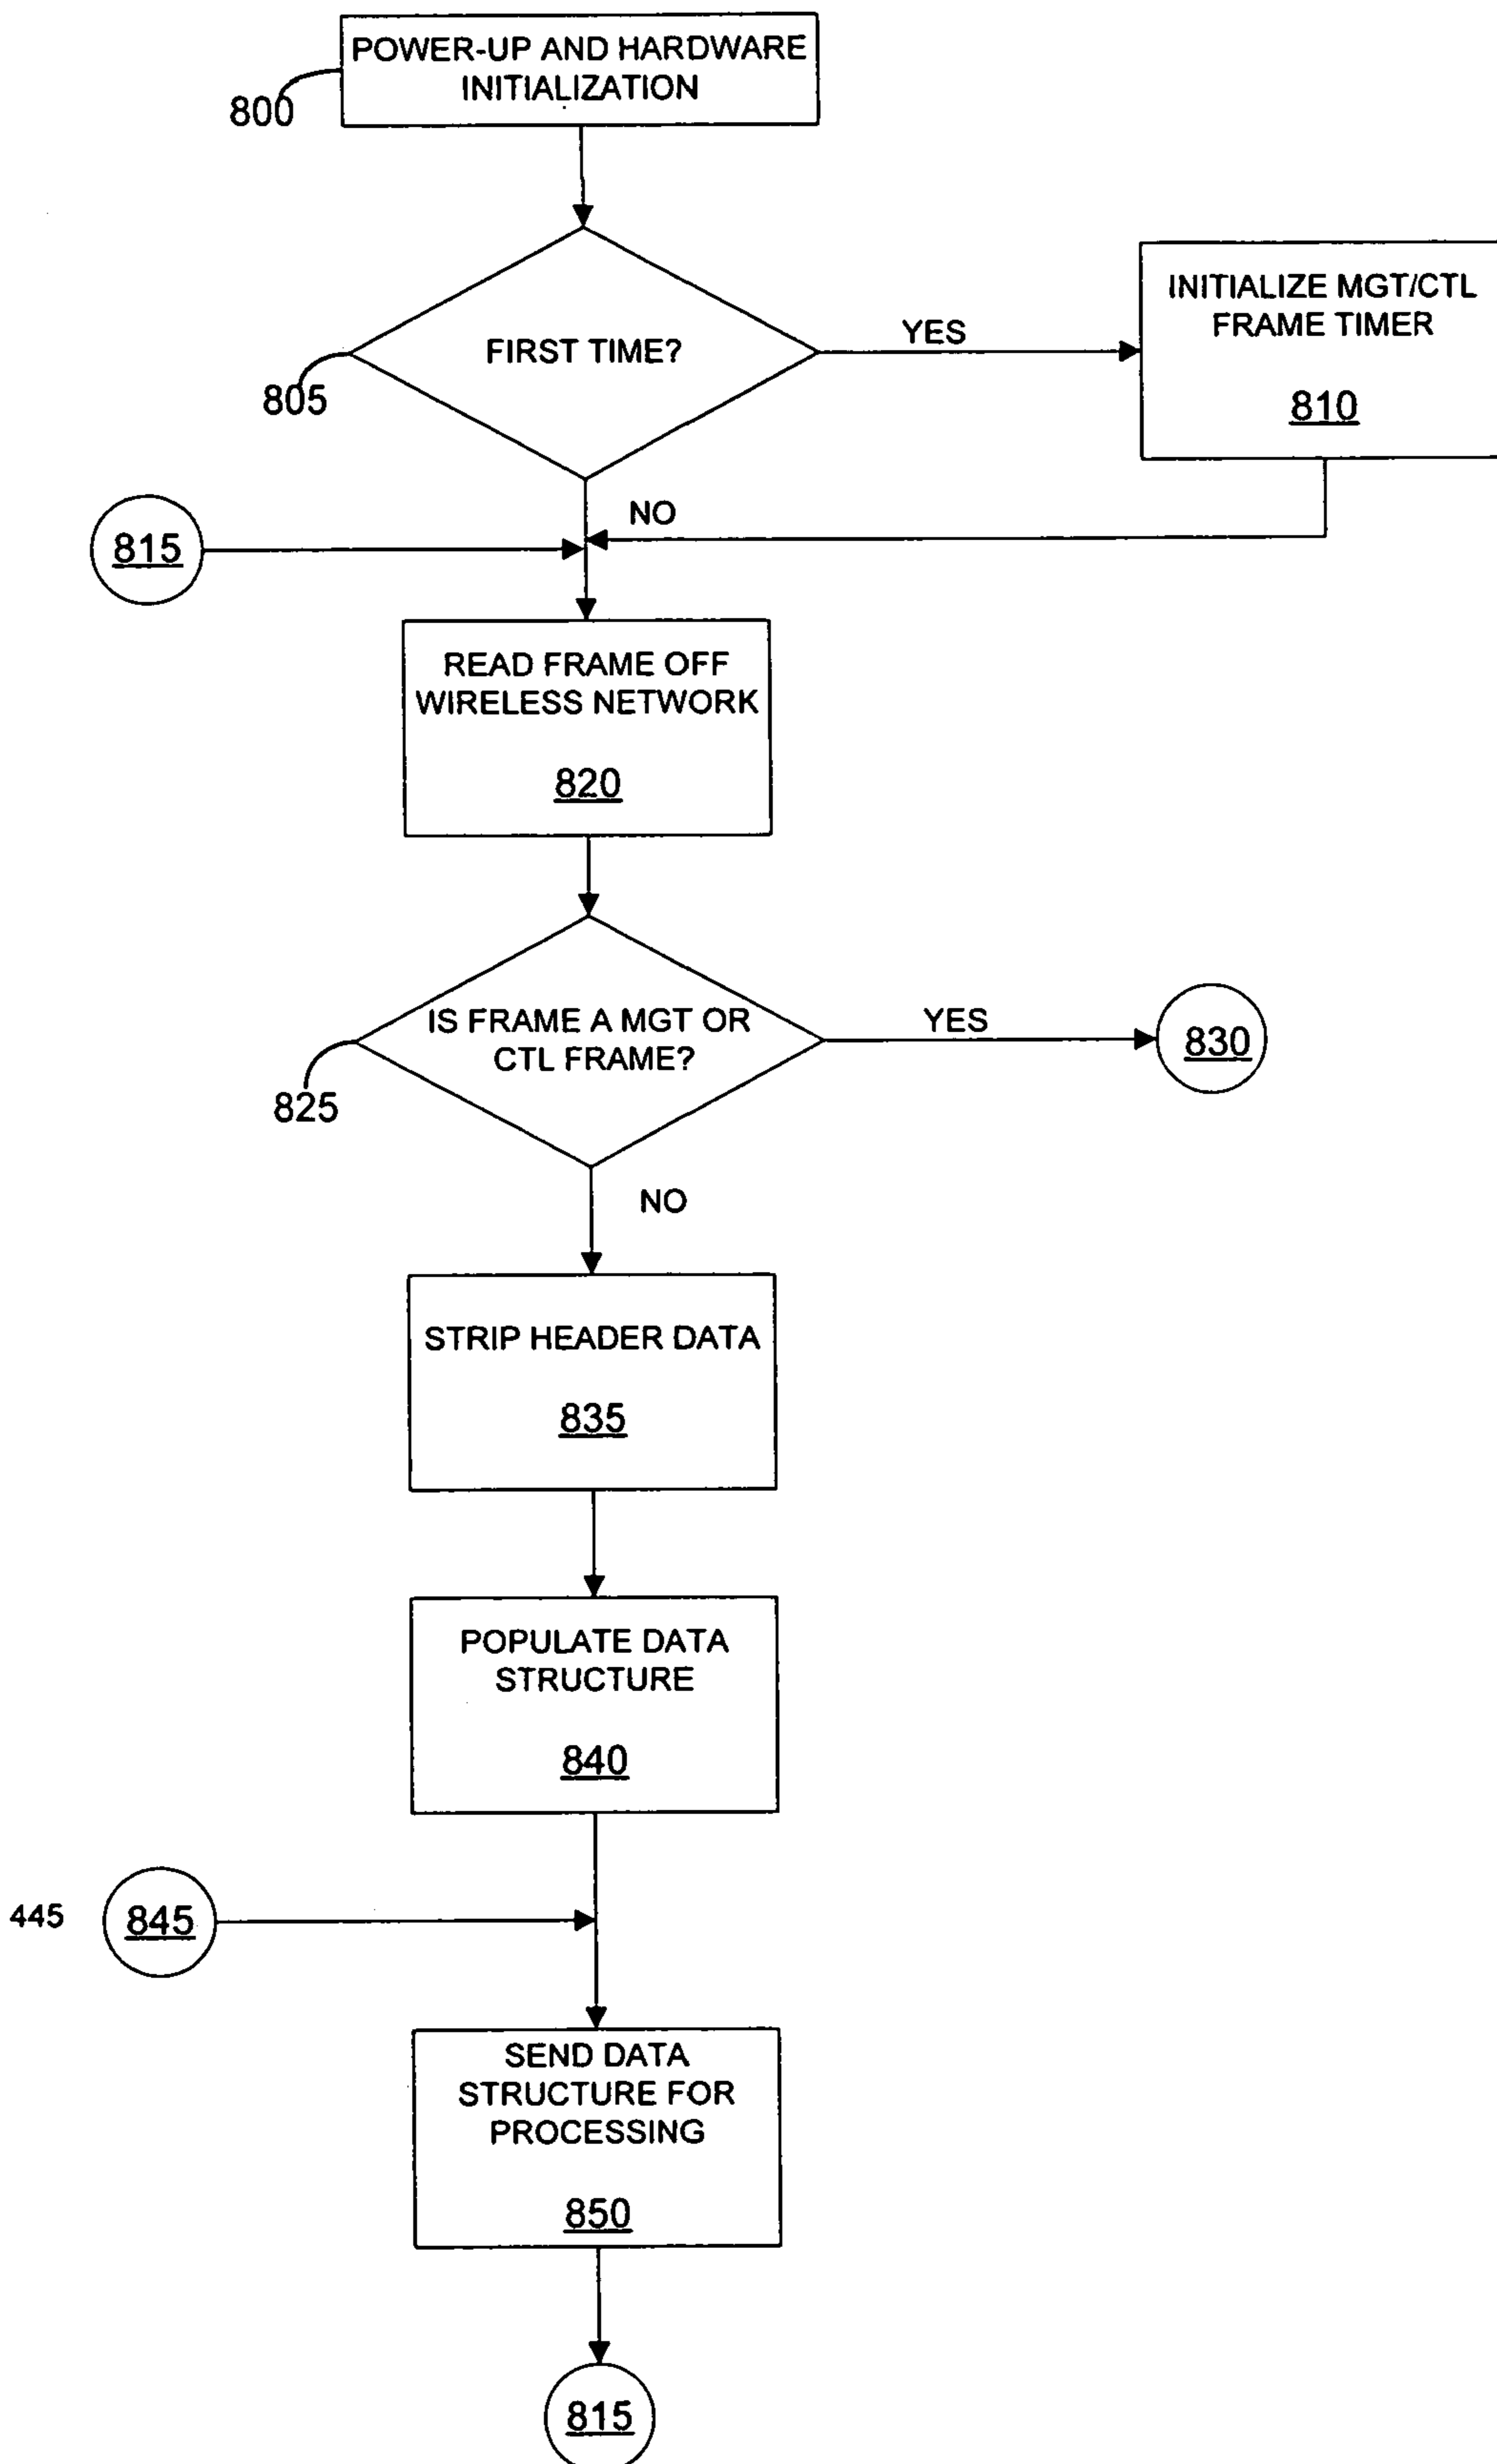 POWER-UP AND HARDWARE
INITIALIZATION
800
FIRST TIME?
805
YES
INITIALIZE MGT/CTL
FRAME TIMER
810
NO
815
READ FRAME OFF
WIRELESS NETWORK
820
IS FRAME A MGT OR
CTL FRAME?
825
YES
830
NO
STRIP HEADER DATA
835
POPULATE DATA
STRUCTURE
840
445
845
SEND DATA
STRUCTURE FOR
PROCESSING
850
815